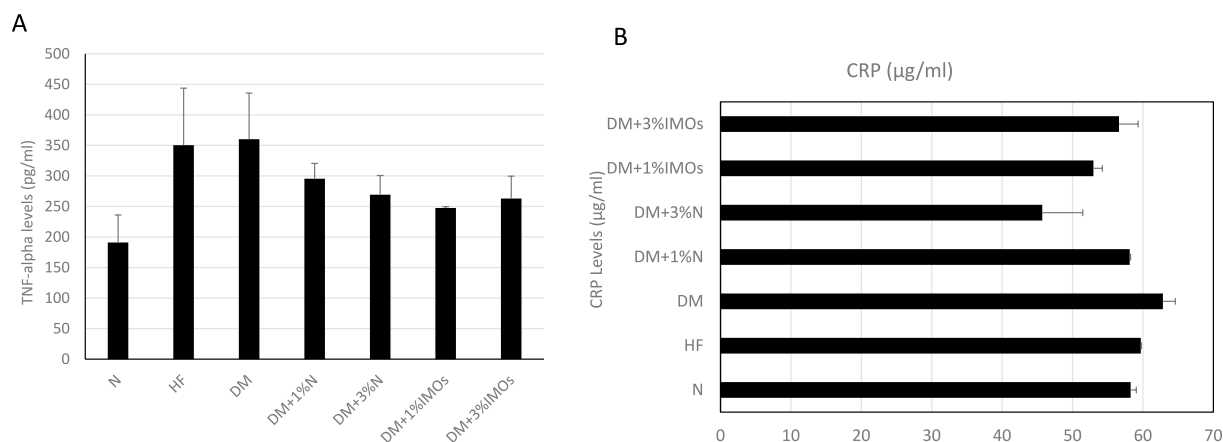 A
TNF-alpha levels (pg/ml)
500
450
400
350
300
250
200
150
100
50
0
N
HF
DM
DM+1%N
DM+3%N
DM+1%IMOs
DM+3%IMOs
B
CRP (µg/ml)
CRP Levels (µg/ml)
DM+3%IMOs
DM+1%IMOs
DM+3%N
DM+1%N
DM
HF
N
0 10 20 30 40 50 60 70